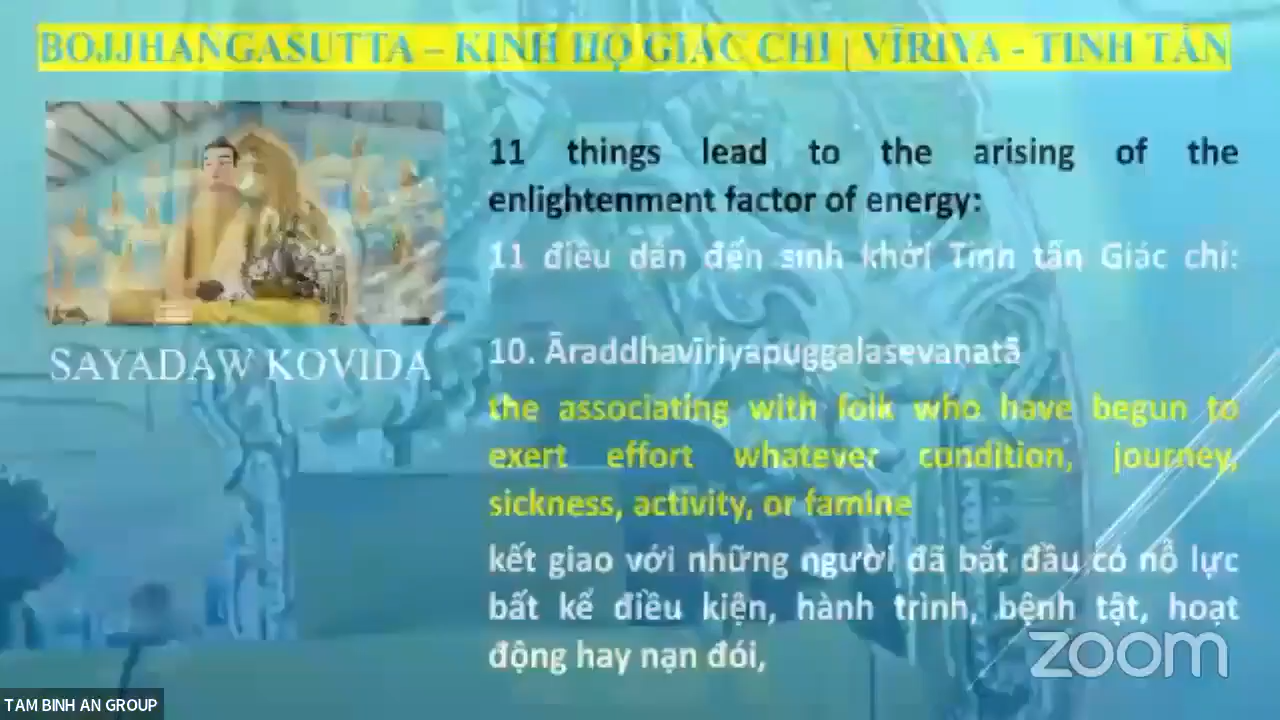 BOJJHAṄGASUTTA – KINH HỌ GIÁC CHI | VĪRIYA - TINH TẤN
11 things lead to the arising of the
enlightenment factor of energy:
11 điều dẫn đến sinh khởi Tinh tấn Giác chi:
SAYADAW KOVIDA
10. Āraddhavīriyapuggalasevanatā
the associating with folk who have begun to
exert effort whatever condition, journey,
sickness, activity, or famine
kết giao với những người đã bắt đầu có nỗ lực
bất kể điều kiện, hành trình, bệnh tật, hoạt
động hay nạn đói,
zoom
TAM BINH AN GROUP